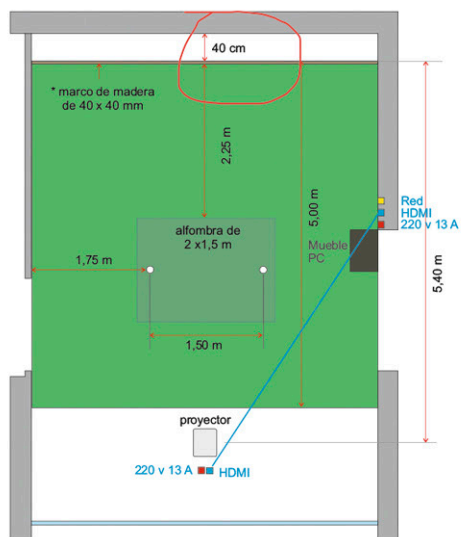 40 cm
* marco de madera
de 40 x 40 mm
2,25 m
Red
HDMI
220 v 13 A
5,00 m
alfombra de
2 x1,5 m
Mueble
PC
1,75 m
5,40 m
1,50 m
proyector
220 v 13 A
HDMI